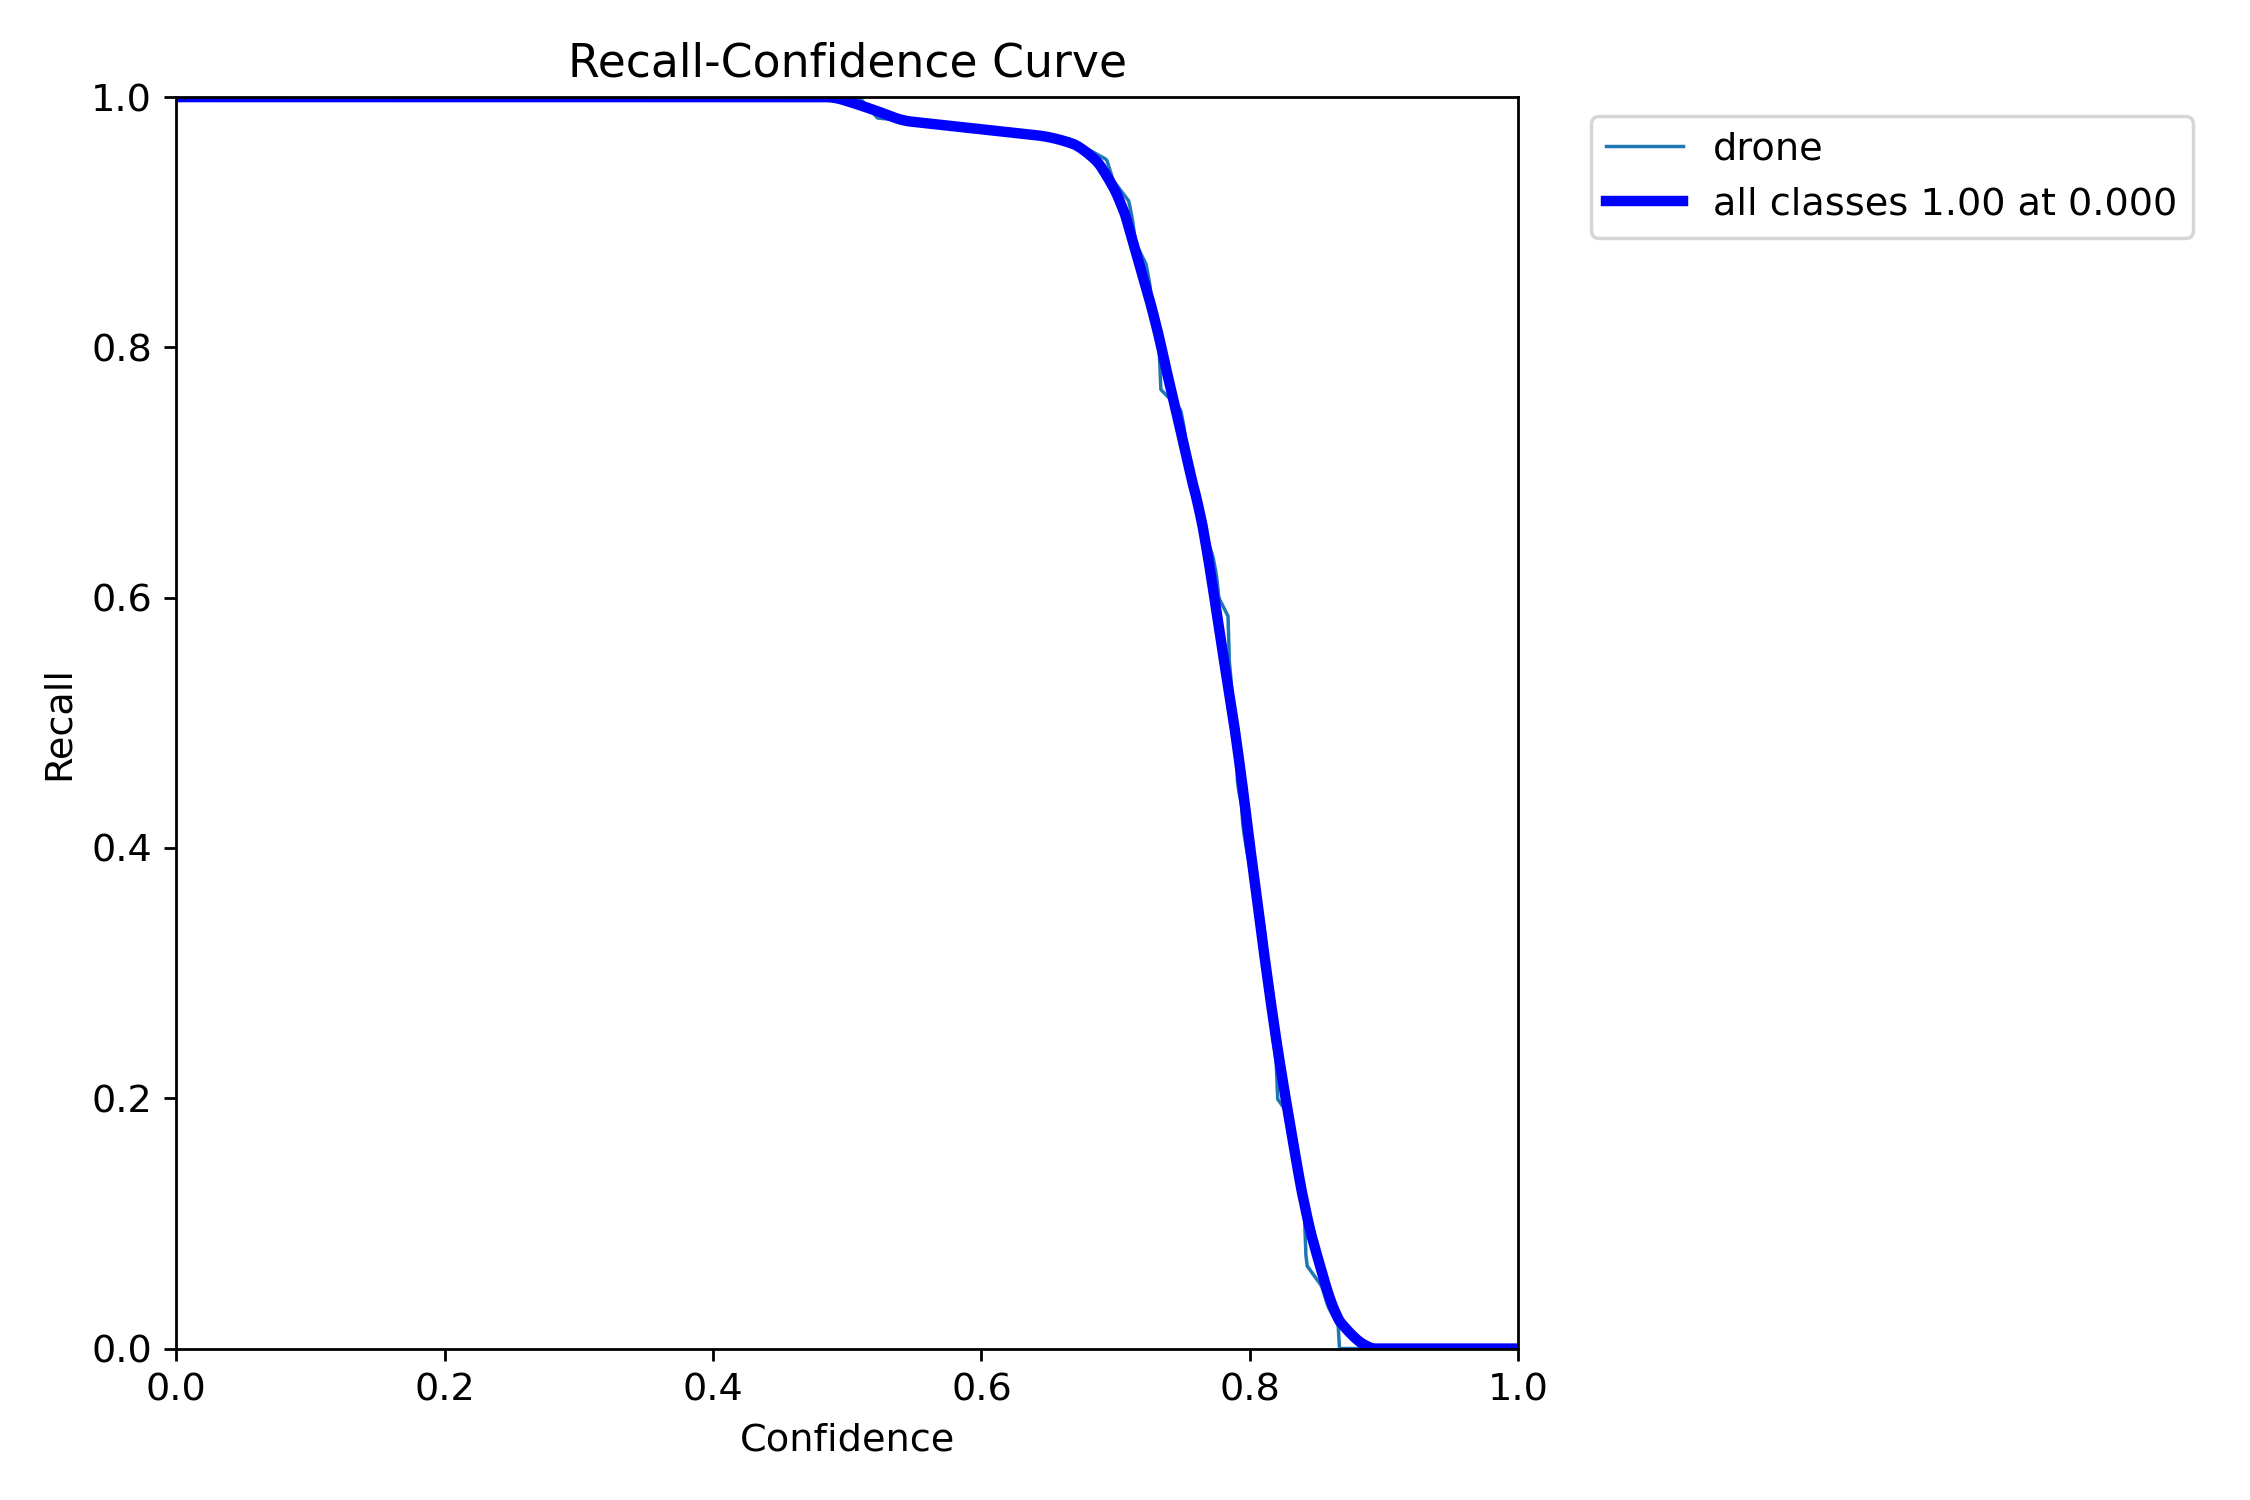 Recall-Confidence Curve
1.0
0.8
0.6
0.4
0.2
0.0
Recall
0.0 0.2 0.4 0.6 0.8 1.0
Confidence
drone
all classes 1.00 at 0.000